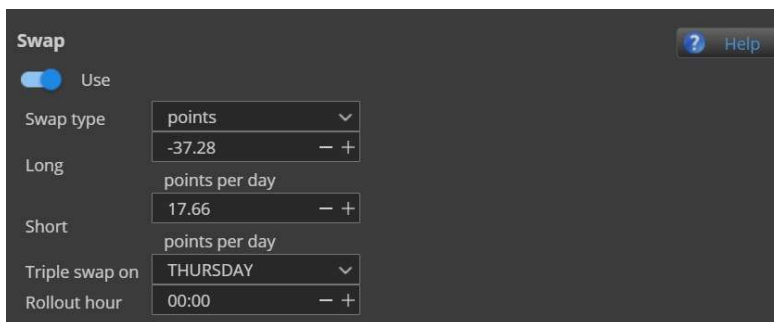 Swap
Help
Use
Swap type points
-37.28
Long
points per day
17.66
Short
points per day
Triple swap on THURSDAY
Rollout hour 00:00